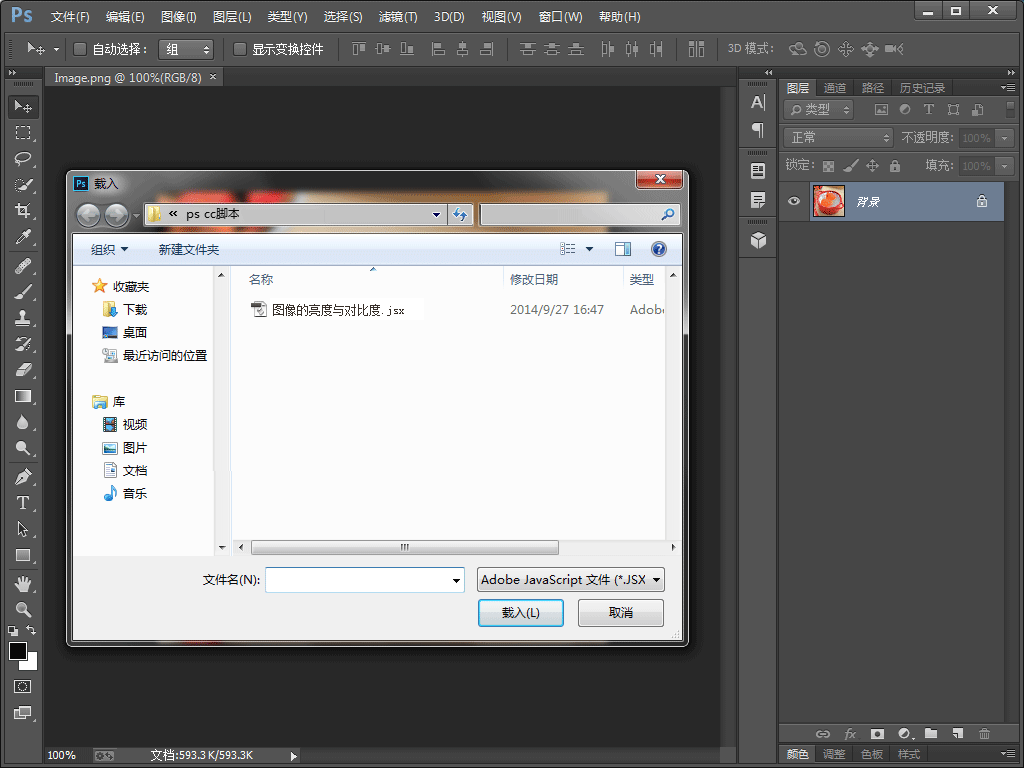 Ps 文件(F) 编辑(E) 图像(I) 图层(L) 类型(Y) 选择(S) 滤镜(T) 3D(D) 视图(V) 窗口(W) 帮助(H)
自动选择： 组 显示变换控件 3D 模式：
Image.png @ 100%(RGB/8) ×
图层 通道 路径 历史记录
类型
正常 不透明度: 100%
锁定: 填充: 100%
背景
Ps 载入
« ps cc脚本
组织 新建文件夹
名称 修改日期 类型
图像的亮度与对比度.jsx 2014/9/27 16:47 Adobe
收藏夹
下载
桌面
最近访问的位置
库
视频
图片
文档
音乐
文件名(N): Adobe JavaScript 文件 (*.JSX
载入(L) 取消
100% 文档:593.3K/593.3K
fx
颜色 调整 色板 样式